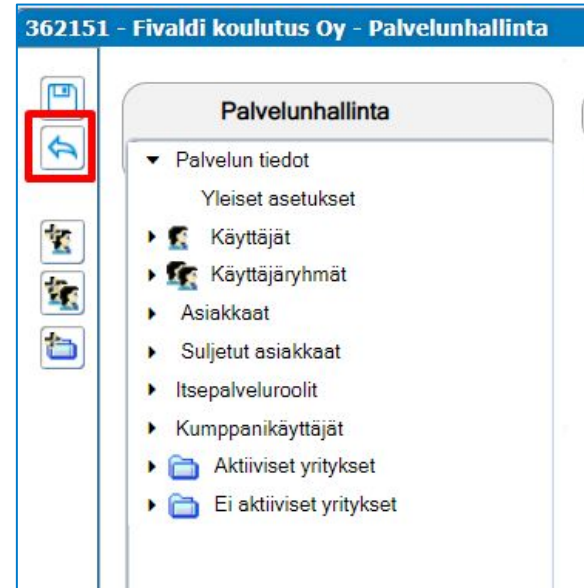 362151 - Fivaldi koulutus Oy - Palvelunhallinta
Palvelunhallinta
Palvelun tiedot
Yleiset asetukset
Käyttäjät
Käyttäjäryhmät
Asiakkaat
Suljetut asiakkaat
Itsepalveluroolit
Kumppanikäyttäjät
Aktiiviset yritykset
Ei aktiiviset yritykset